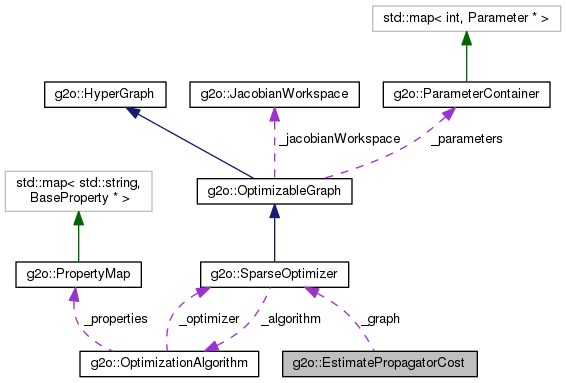 std::map< int, Parameter * >
g2o::HyperGraph
g2o::JacobianWorkspace
g2o::ParameterContainer
_jacobianWorkspace
_parameters
std::map< std::string,
BaseProperty * >
g2o::OptimizableGraph
g2o::PropertyMap
g2o::SparseOptimizer
_properties
_optimizer
_algorithm
_graph
g2o::OptimizationAlgorithm
g2o::EstimatePropagatorCost